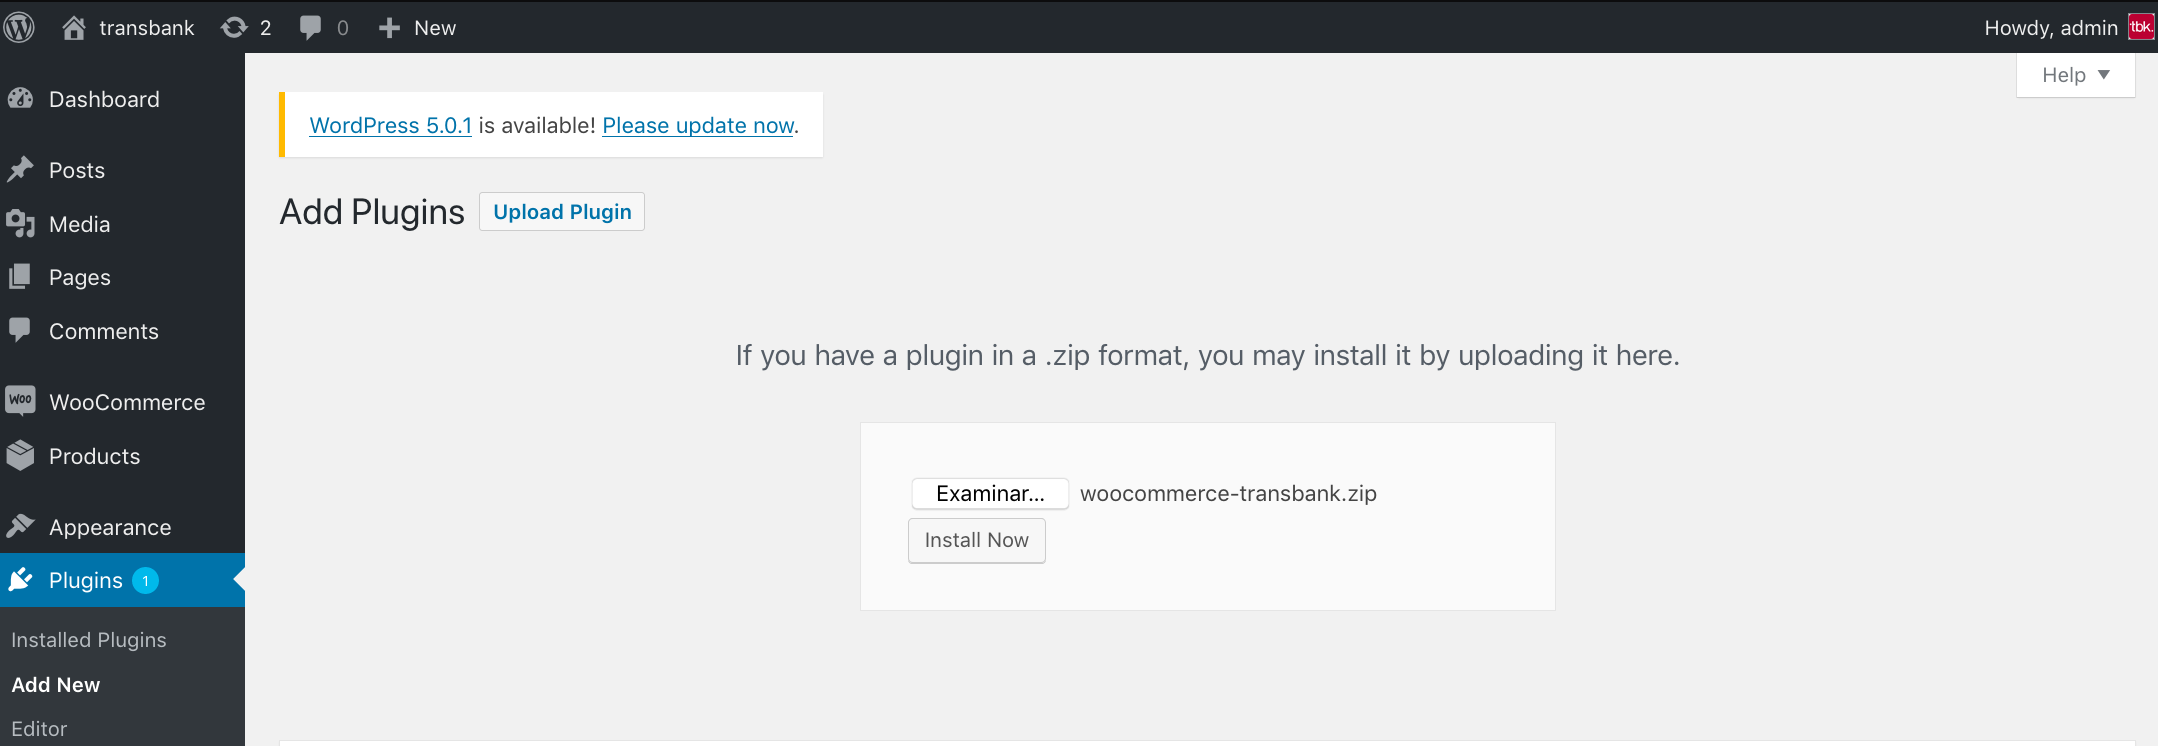 transbank 2 0 New Howdy, admin tbk.
Help
Dashboard
WordPress 5.0.1 is available! Please update now.
Posts
Add Plugins Upload Plugin
Media
Pages
Comments
If you have a plugin in a .zip format, you may install it by uploading it here.
Woo WooCommerce
Products
Examinar... woocommerce-transbank.zip
Install Now
Appearance
Plugins 1
Installed Plugins
Add New
Editor